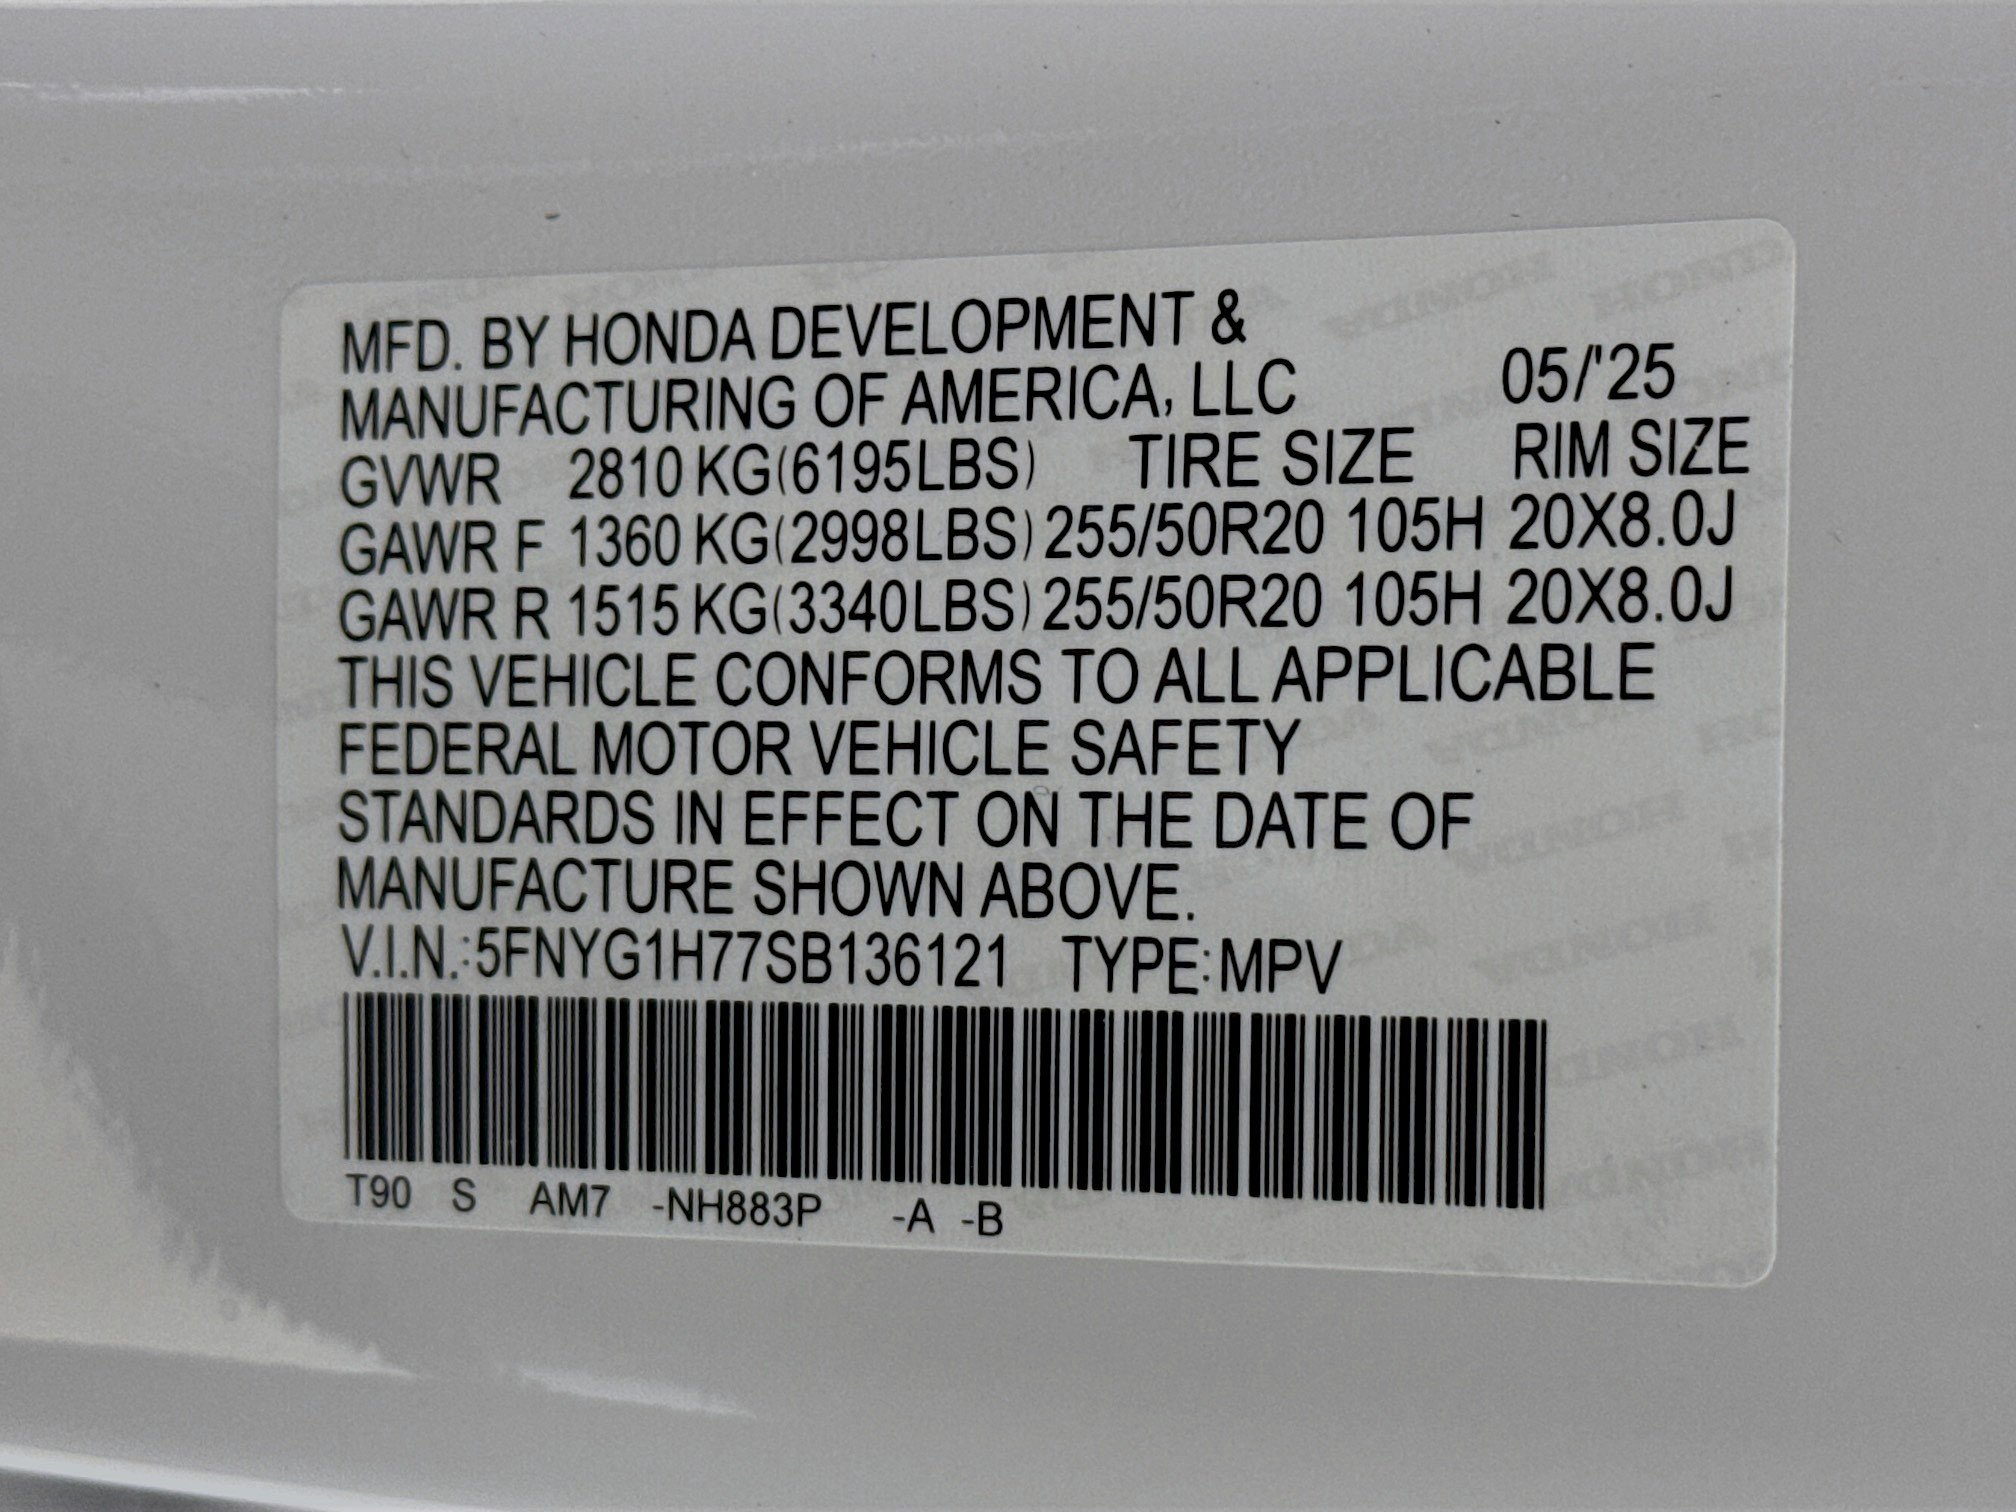 MFD. BY HONDA DEVELOPMENT &
MANUFACTURING OF AMERICA, LLC 05/'25
GVWR 2810 KG(6195LBS) TIRE SIZE RIM SIZE
GAWR F 1360 KG(2998LBS) 255/50R20 105H 20X8.0J
GAWR R 1515 KG(3340LBS) 255/50R20 105H 20X8.0J
THIS VEHICLE CONFORMS TO ALL APPLICABLE
FEDERAL MOTOR VEHICLE SAFETY
STANDARDS IN EFFECT ON THE DATE OF
MANUFACTURE SHOWN ABOVE.
V.I.N.:5FNYG1H77SB136121 TYPE:MPV
T90 S AM7 -NH883P -A -B